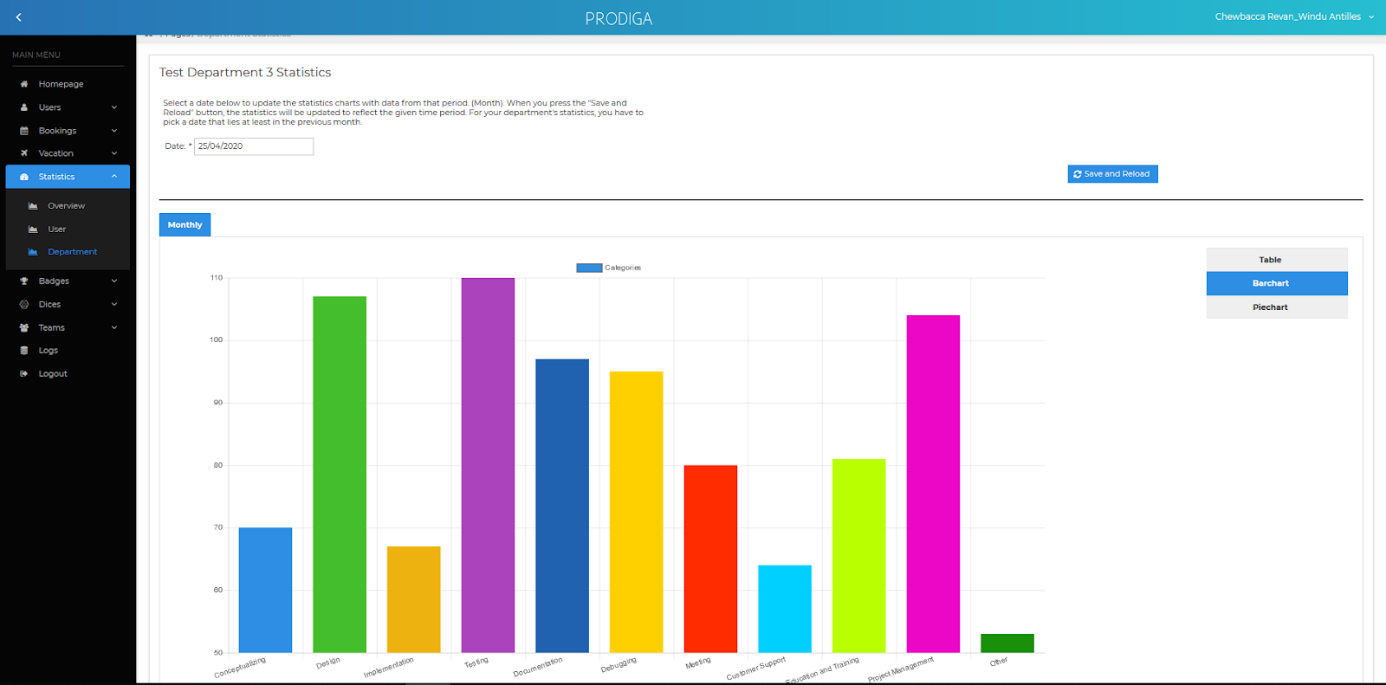 PRODIGA
Chewbacca Revan_Windu Antilles
MAIN MENU
Homepage
Users
Bookings
Vacation
Statistics
Overview
User
Department
Badges
Dices
Teams
Logs
Logout
Test Department 3 Statistics
Select a date below to update the statistics charts with data from that period. (Month). When you press the "Save and
Reload" button, the statistics will be updated to reflect the given time period. For your department's statistics, you have to
pick a date that lies at least in the previous month.
Date: * 25/04/2020
Save and Reload
Monthly
Table
Barchart
Piechart
Categories
110
100
90
80
70
60
50
Conceptualizing
Design
Implementation
Testing
Documentation
Debugging
Meeting
Customer Support
Education and Training
Project Management
Other